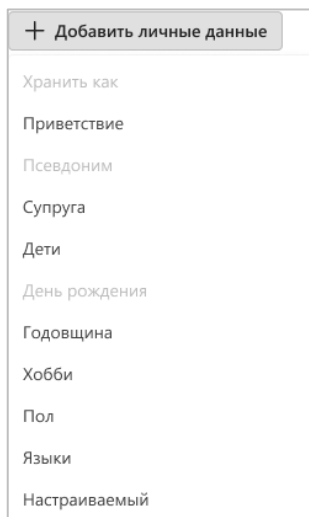 + Добавить личные данные
Хранить как
Приветствие
Псевдоним
Супруга
Дети
День рождения
Годовщина
Хобби
Пол
Языки
Настраиваемый